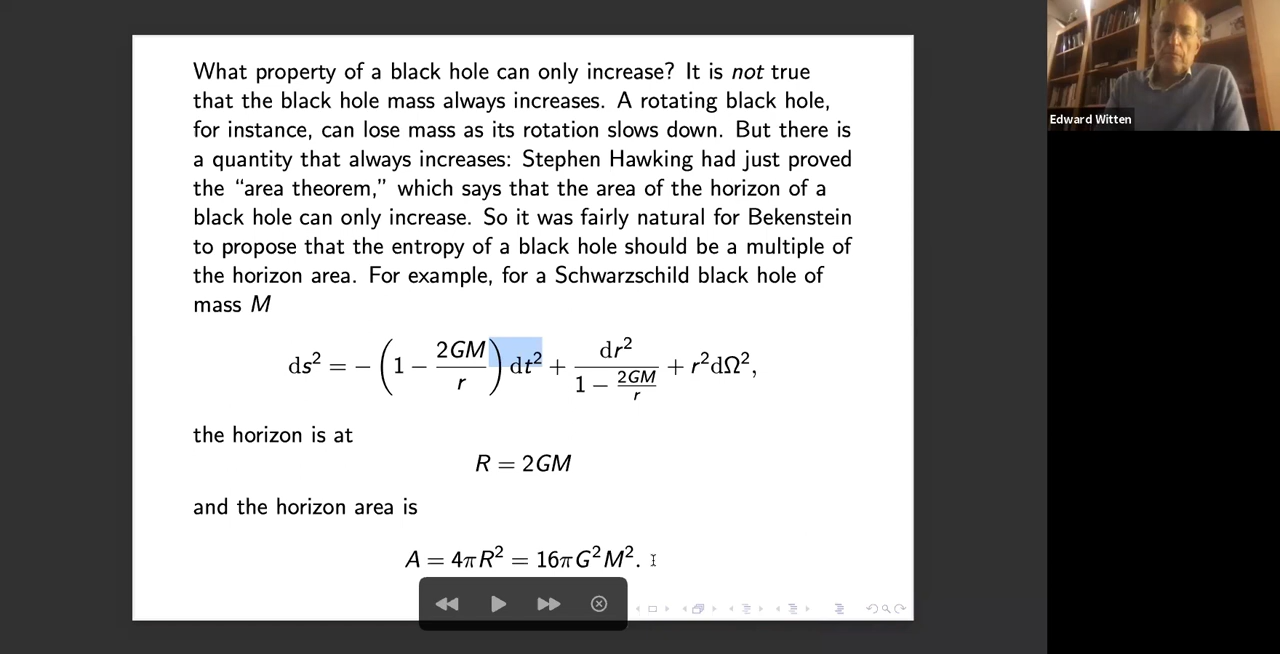 What property of a black hole can only increase? It is not true
that the black hole mass always increases. A rotating black hole,
for instance, can lose mass as its rotation slows down. But there is
a quantity that always increases: Stephen Hawking had just proved
the “area theorem,” which says that the area of the horizon of a
black hole can only increase. So it was fairly natural for Bekenstein
to propose that the entropy of a black hole should be a multiple of
the horizon area. For example, for a Schwarzschild black hole of
mass M
ds² = − (1 − 2GM/r) dt² + dr²/(1 − 2GM/r) + r²dΩ²,
the horizon is at
R = 2GM
and the horizon area is
A = 4πR² = 16πG²M².
Edward Witten